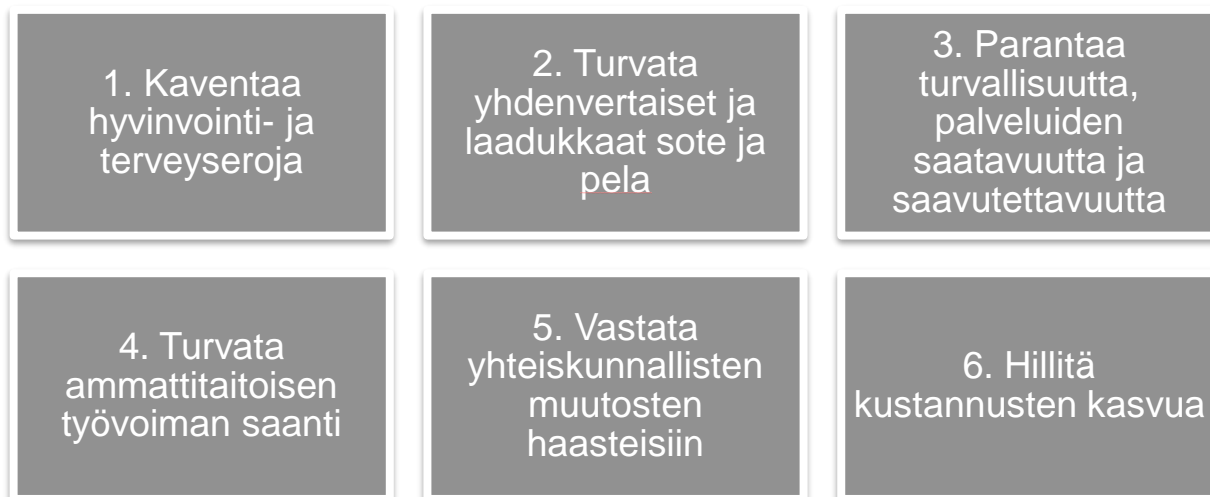 1. Kaventaa
hyvinvointi- ja
terveyseroja
2. Turvata
yhdenvertaiset ja
laadukkaat sote ja
pela
3. Parantaa
turvallisuutta,
palveluiden
saatavuutta ja
saavutettavuutta
4. Turvata
ammattitaitoisen
työvoiman saanti
5. Vastata
yhteiskunnallisten
muutosten
haasteisiin
6. Hillitä
kustannusten kasvua